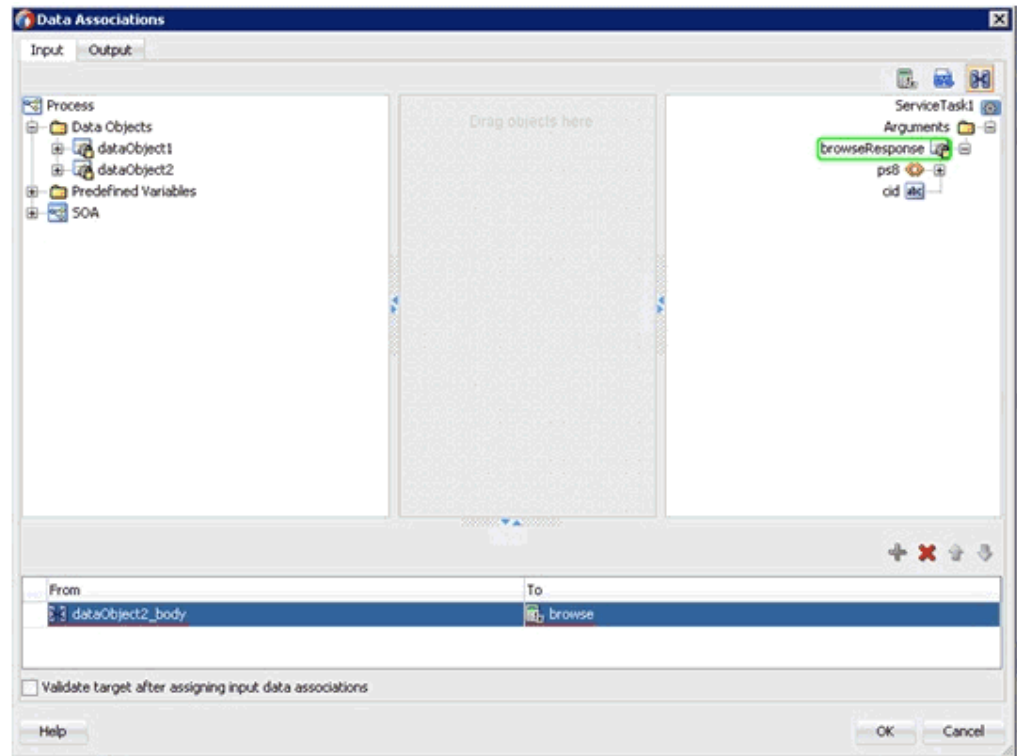 Data Associations
Input Output
Process
Data Objects
dataObject1
dataObject2
Predefined Variables
SOA
Drag objects here
ServiceTask1
Arguments
browseResponse
ps8
cid abc
From To
dataObject2_body browse
Validate target after assigning input data associations
Help OK Cancel